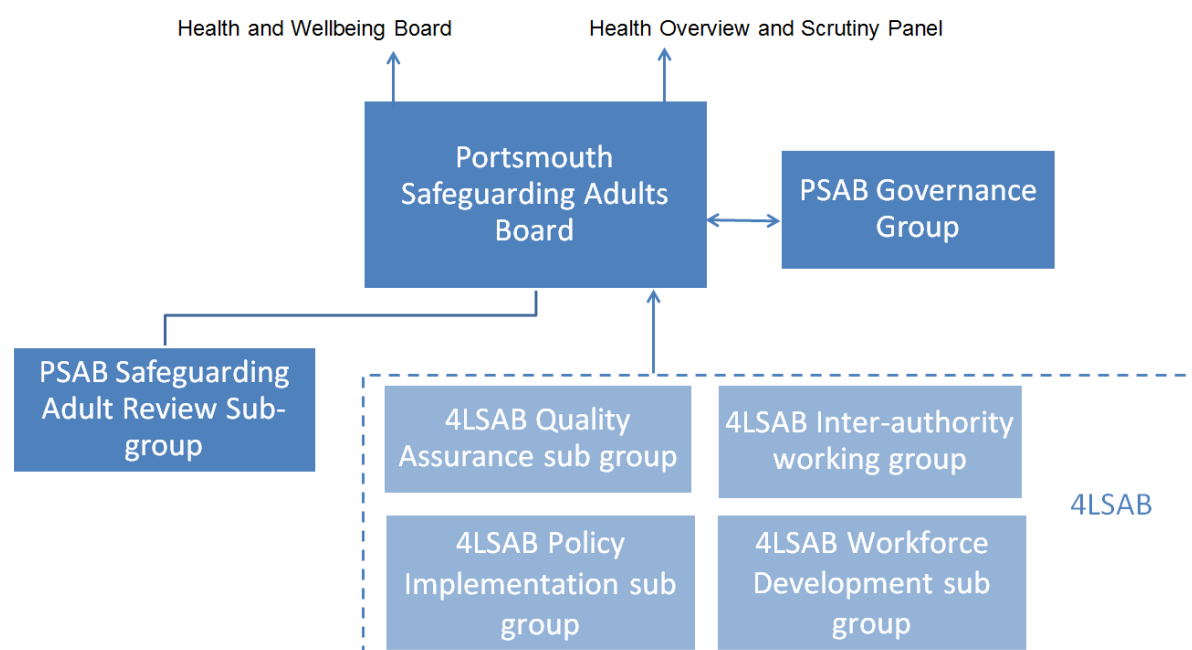 Health and Wellbeing Board
Health Overview and Scrutiny Panel
Portsmouth
Safeguarding Adults
Board
PSAB Governance
Group
PSAB Safeguarding
Adult Review Sub-
group
4LSAB Quality
Assurance sub group
4LSAB Inter-authority
working group
4LSAB
4LSAB Policy
Implementation sub
group
4LSAB Workforce
Development sub
group